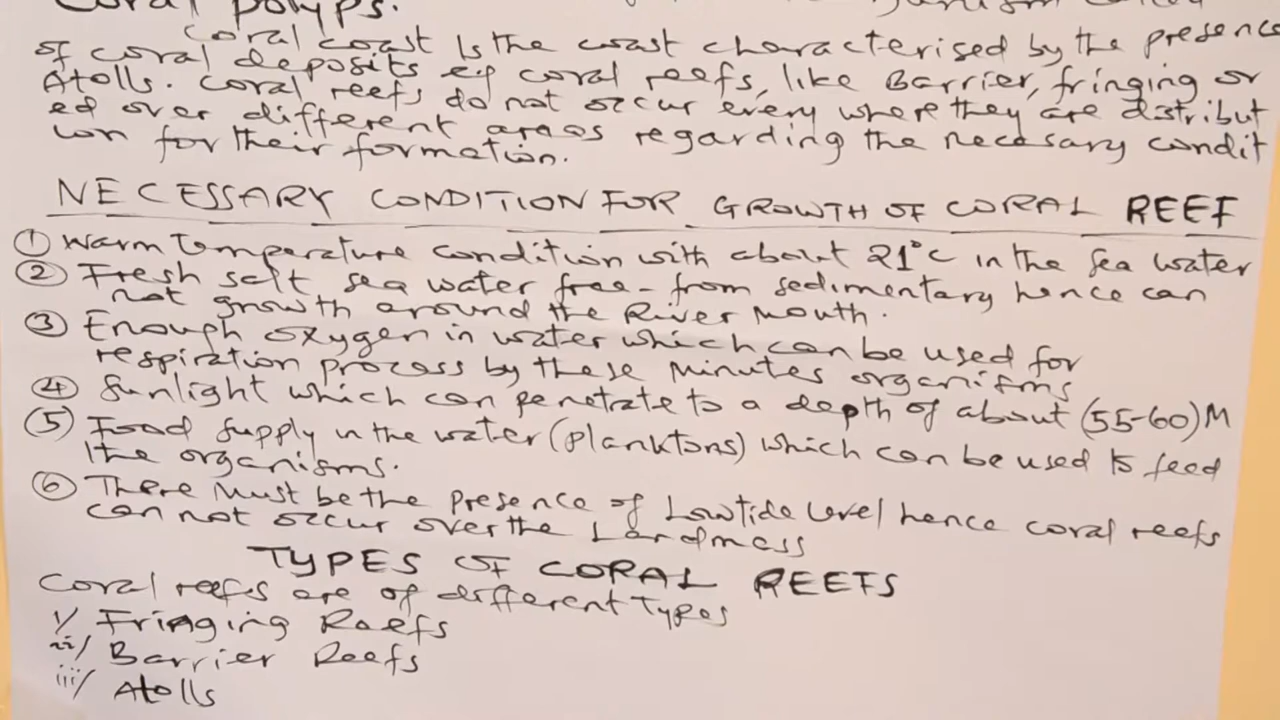 Coral polyps.
Coral coast Is the coast characterised by the presence
of coral deposits eg coral reefs, like Barrier, fringing or
Atolls. Coral reefs do not occur every where they are distribut
ed over different areas regarding the necessary condit
ion for their formation.
NECESSARY CONDITION FOR GROWTH OF CORAL REEF
① Warm temperature condition with about 21°c in the sea water
② Fresh salt sea water free - from sedimentary hence can
not growth around the River Mouth.
③ Enough oxygen in water which can be used for
respiration process by these Minutes organisms
④ Sunlight which can penetrate to a depth of about (55-60)M
⑤ Food supply in the water (planktons) which can be used to feed
the organisms.
⑥ There Must be the presence of Lowtide level hence coral reefs
can not occur over the Landmass
TYPES OF CORAL REEFS
Coral reefs are of different Types
i/ Fringing Reefs
ii/ Barrier Reefs
iii/ Atolls